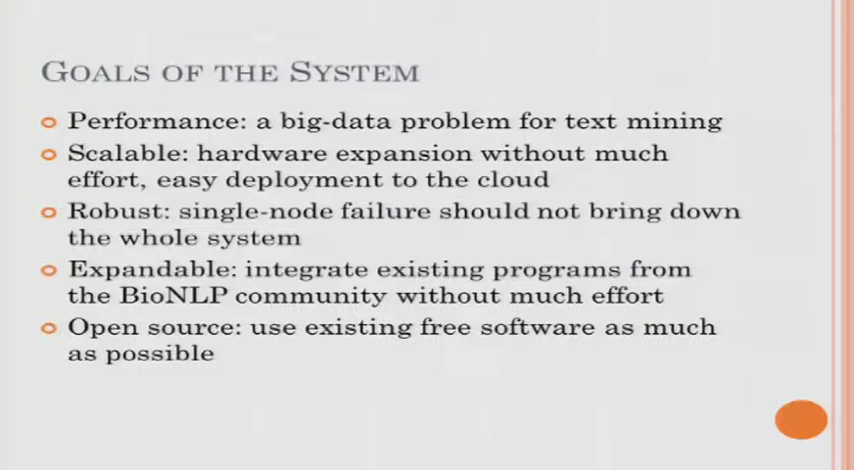 GOALS OF THE SYSTEM
Performance: a big-data problem for text mining
Scalable: hardware expansion without much
effort, easy deployment to the cloud
Robust: single-node failure should not bring down
the whole system
Expandable: integrate existing programs from
the BioNLP community without much effort
Open source: use existing free software as much
as possible